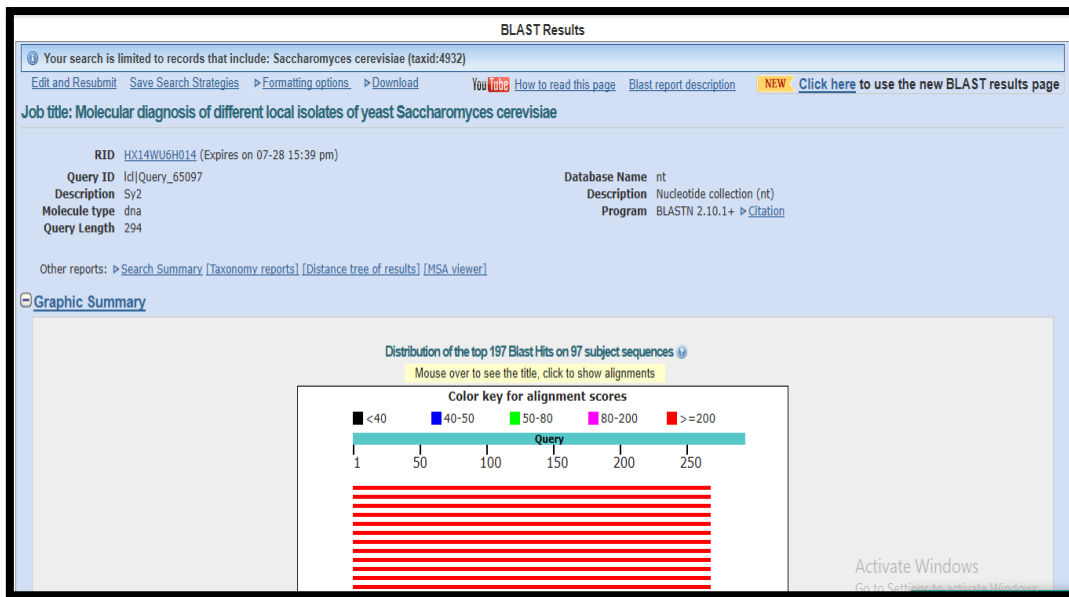 BLAST Results
Your search is limited to records that include: Saccharomyces cerevisiae (taxid:4932)
Edit and Resubmit Save Search Strategies Formatting options Download YouTube How to read this page Blast report description NEW Click here to use the new BLAST results page
Job title: Molecular diagnosis of different local isolates of yeast Saccharomyces cerevisiae
RID HX14WU6H014 (Expires on 07-28 15:39 pm)
Query ID lcl|Query_65097 Database Name nt
Description Sy2 Description Nucleotide collection (nt)
Molecule type dna Program BLASTN 2.10.1+ Citation
Query Length 294
Other reports: Search Summary [Taxonomy reports] [Distance tree of results] [MSA viewer]
Graphic Summary
Distribution of the top 197 Blast Hits on 97 subject sequences
Mouse over to see the title, click to show alignments
Color key for alignment scores
<40 40-50 50-80 80-200 >=200
Query
1 50 100 150 200 250
Activate Windows
Go to Settings to activate Windows.